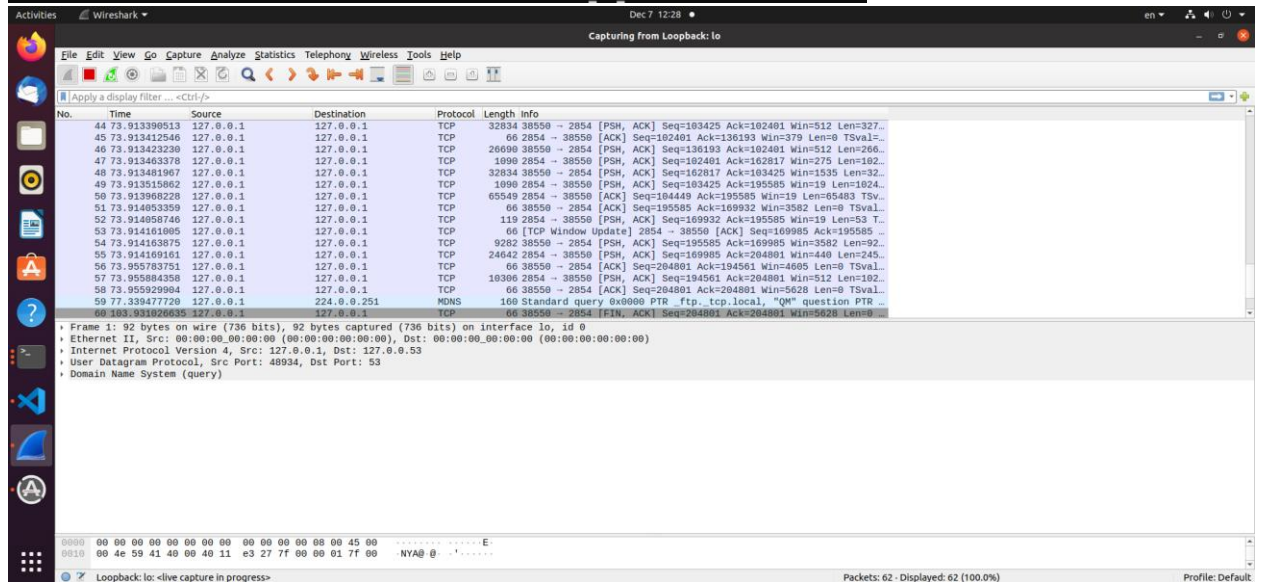 Activities Wireshark Dec 7 12:28 en
Capturing from Loopback: lo
File Edit View Go Capture Analyze Statistics Telephony Wireless Tools Help
Apply a display filter ... <Ctrl-/>
No. Time Source Destination Protocol Length Info
44 73.913390513 127.0.0.1 127.0.0.1 TCP 32834 38550 → 2854 [PSH, ACK] Seq=103425 Ack=102401 Win=512 Len=327…
45 73.913412546 127.0.0.1 127.0.0.1 TCP 66 2854 → 38550 [ACK] Seq=102401 Ack=136193 Win=379 Len=0 TSval=…
46 73.913423230 127.0.0.1 127.0.0.1 TCP 26690 38550 → 2854 [PSH, ACK] Seq=136193 Ack=102401 Win=512 Len=266…
47 73.913463378 127.0.0.1 127.0.0.1 TCP 1090 2854 → 38550 [PSH, ACK] Seq=102401 Ack=162817 Win=275 Len=102…
48 73.913481967 127.0.0.1 127.0.0.1 TCP 32834 38550 → 2854 [PSH, ACK] Seq=162817 Ack=103425 Win=1535 Len=32…
49 73.913515862 127.0.0.1 127.0.0.1 TCP 1090 2854 → 38550 [PSH, ACK] Seq=103425 Ack=195585 Win=19 Len=1024…
50 73.913968228 127.0.0.1 127.0.0.1 TCP 65549 2854 → 38550 [PSH, ACK] Seq=104449 Ack=195585 Win=19 Len=65483 TSv…
51 73.914053359 127.0.0.1 127.0.0.1 TCP 66 38550 → 2854 [ACK] Seq=195585 Ack=169932 Win=3582 Len=0 TSval…
52 73.914058746 127.0.0.1 127.0.0.1 TCP 119 2854 → 38550 [PSH, ACK] Seq=169932 Ack=195585 Win=19 Len=53 T…
53 73.914161005 127.0.0.1 127.0.0.1 TCP 66 [TCP Window Update] 2854 → 38550 [ACK] Seq=169985 Ack=195585 …
54 73.914163875 127.0.0.1 127.0.0.1 TCP 9282 38550 → 2854 [PSH, ACK] Seq=195585 Ack=169985 Win=3582 Len=92…
55 73.914169161 127.0.0.1 127.0.0.1 TCP 24642 2854 → 38550 [PSH, ACK] Seq=169985 Ack=204801 Win=440 Len=245…
56 73.955783751 127.0.0.1 127.0.0.1 TCP 66 38550 → 2854 [ACK] Seq=204801 Ack=194561 Win=4605 Len=0 TSval…
57 73.955884358 127.0.0.1 127.0.0.1 TCP 10306 2854 → 38550 [PSH, ACK] Seq=194561 Ack=204801 Win=512 Len=102…
58 73.955929904 127.0.0.1 127.0.0.1 TCP 66 38550 → 2854 [ACK] Seq=204801 Ack=204801 Win=5628 Len=0 TSval…
59 77.339477720 127.0.0.1 224.0.0.251 MDNS 160 Standard query 0x0000 PTR _ftp._tcp.local, "QM" question PTR …
60 103.931026635 127.0.0.1 127.0.0.1 TCP 66 38550 → 2854 [FIN, ACK] Seq=204801 Ack=204801 Win=5628 Len=0 …
Frame 1: 92 bytes on wire (736 bits), 92 bytes captured (736 bits) on interface lo, id 0
Ethernet II, Src: 00:00:00_00:00:00 (00:00:00:00:00:00), Dst: 00:00:00_00:00:00 (00:00:00:00:00:00)
Internet Protocol Version 4, Src: 127.0.0.1, Dst: 127.0.0.53
User Datagram Protocol, Src Port: 48934, Dst Port: 53
Domain Name System (query)
0000 00 00 00 00 00 00 00 00 00 00 00 00 08 00 45 00 ········ ······E·
0010 00 4e 59 41 40 00 40 11 e3 27 7f 00 00 01 7f 00 ·NYA@·@· ·'······
Loopback: lo: <live capture in progress> Packets: 62 · Displayed: 62 (100.0%) Profile: Default